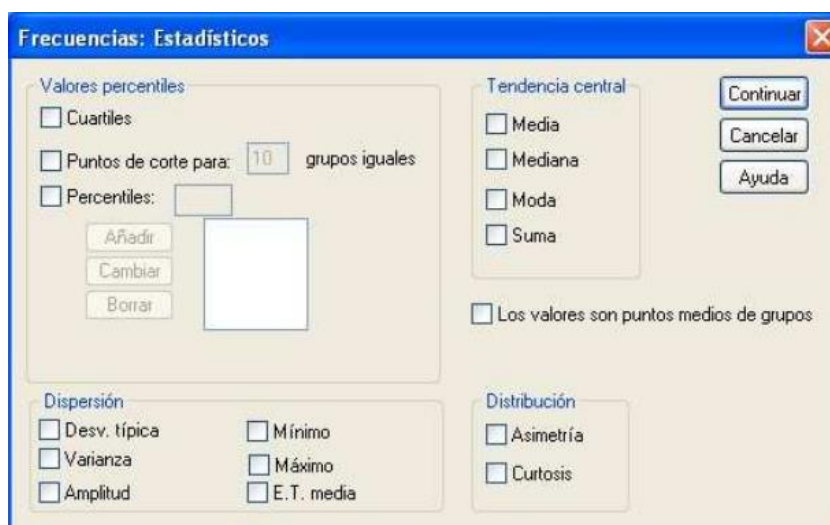 Frecuencias: Estadísticos
Valores percentiles
Cuartiles
Puntos de corte para: 10 grupos iguales
Percentiles:
Añadir
Cambiar
Borrar
Tendencia central
Media
Mediana
Moda
Suma
Continuar
Cancelar
Ayuda
Los valores son puntos medios de grupos
Dispersión
Desv. típica
Mínimo
Varianza
Máximo
Amplitud
E.T. media
Distribución
Asimetría
Curtosis